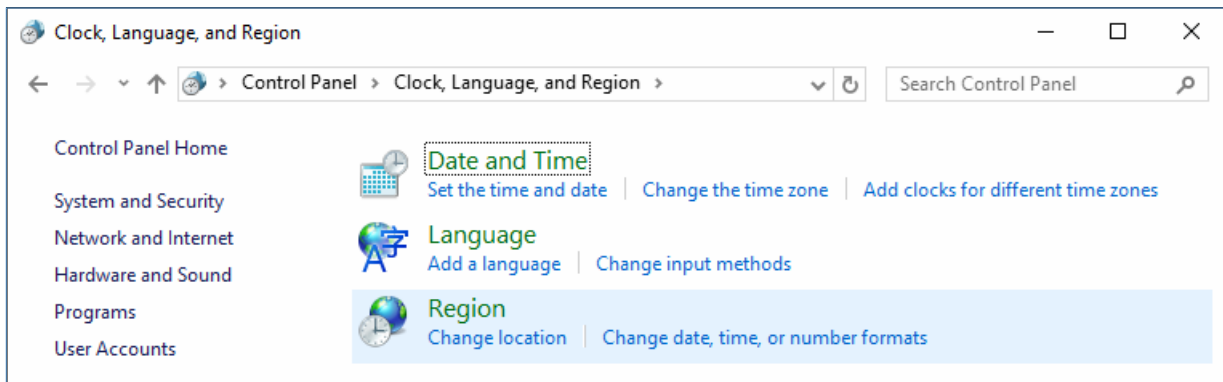 Clock, Language, and Region
Control Panel > Clock, Language, and Region >
Search Control Panel
Control Panel Home
System and Security
Network and Internet
Hardware and Sound
Programs
User Accounts
Date and Time
Set the time and date | Change the time zone | Add clocks for different time zones
Language
Add a language | Change input methods
Region
Change location | Change date, time, or number formats